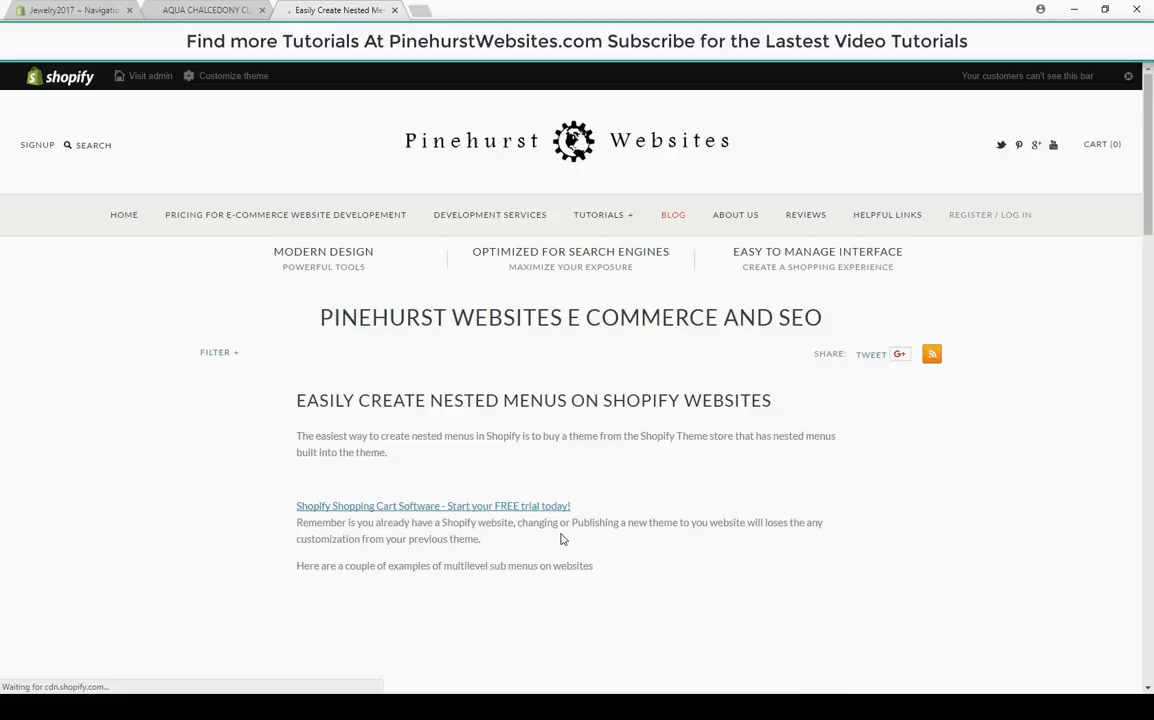 Jewelry2017 ~ Navigatio
AQUA CHALCEDONY CL
Easily Create Nested Me
Find more Tutorials At PinehurstWebsites.com Subscribe for the Lastest Video Tutorials
shopify Visit admin Customize theme Your customers can't see this bar
SIGNUP SEARCH Pinehurst Websites CART (0)
HOME PRICING FOR E-COMMERCE WEBSITE DEVELOPEMENT DEVELOPMENT SERVICES TUTORIALS + BLOG ABOUT US REVIEWS HELPFUL LINKS REGISTER / LOG IN
MODERN DESIGN OPTIMIZED FOR SEARCH ENGINES EASY TO MANAGE INTERFACE
POWERFUL TOOLS MAXIMIZE YOUR EXPOSURE CREATE A SHOPPING EXPERIENCE
PINEHURST WEBSITES E COMMERCE AND SEO
FILTER + SHARE: TWEET G+
EASILY CREATE NESTED MENUS ON SHOPIFY WEBSITES
The easiest way to create nested menus in Shopify is to buy a theme from the Shopify Theme store that has nested menus
built into the theme.
Shopify Shopping Cart Software - Start your FREE trial today!
Remember is you already have a Shopify website, changing or Publishing a new theme to you website will loses the any
customization from your previous theme.
Here are a couple of examples of multilevel sub menus on websites
Waiting for cdn.shopify.com...